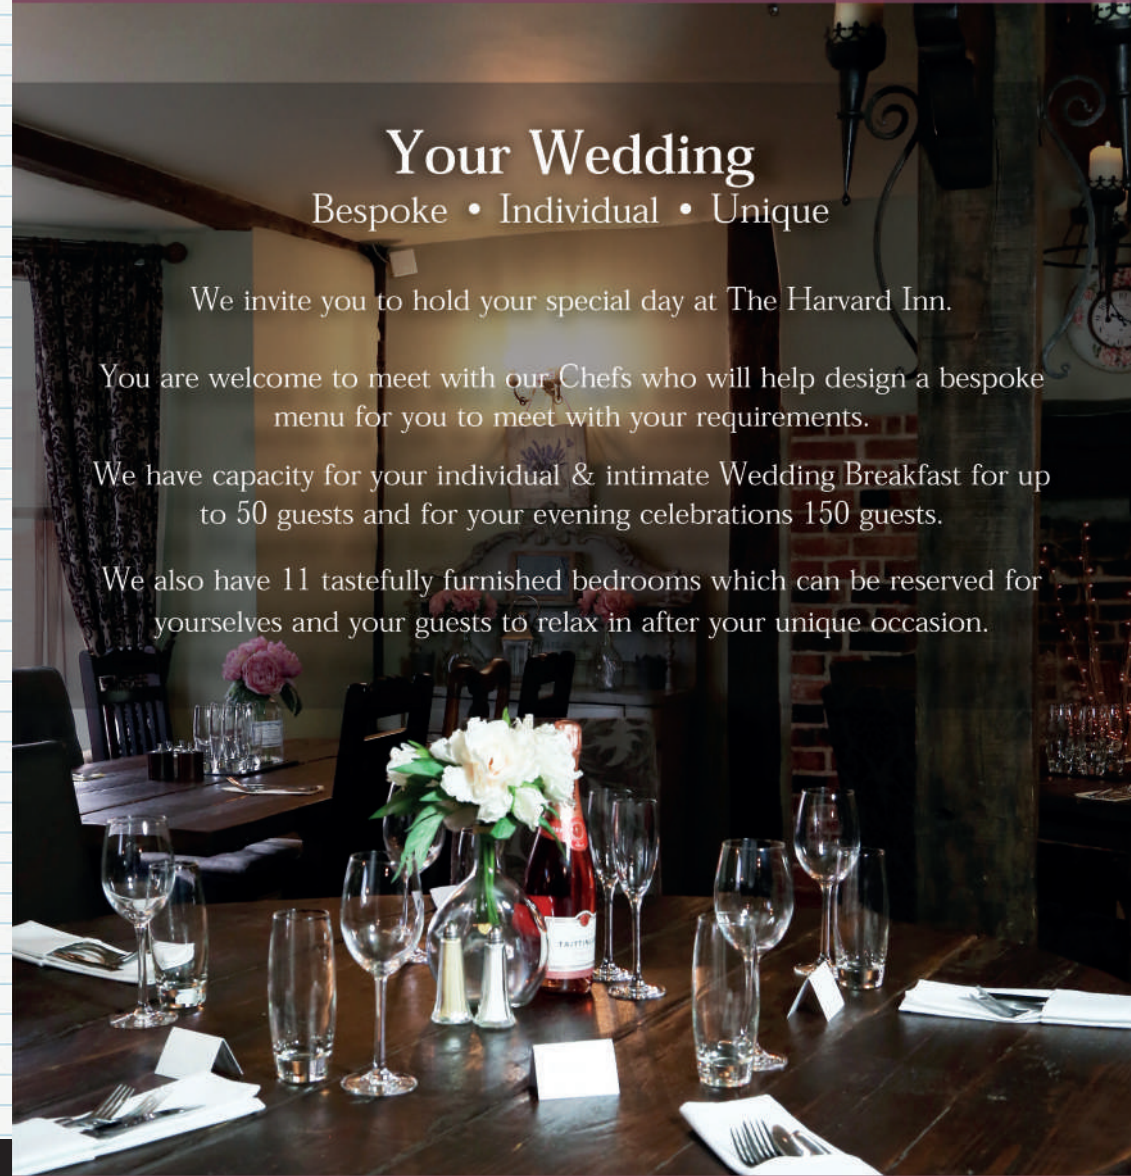 Your Wedding
Bespoke • Individual • Unique
We invite you to hold your special day at The Harvard Inn.
You are welcome to meet with our Chefs who will help design a bespoke
menu for you to meet with your requirements.
We have capacity for your individual & intimate Wedding Breakfast for up
to 50 guests and for your evening celebrations 150 guests.
We also have 11 tastefully furnished bedrooms which can be reserved for
yourselves and your guests to relax in after your unique occasion.